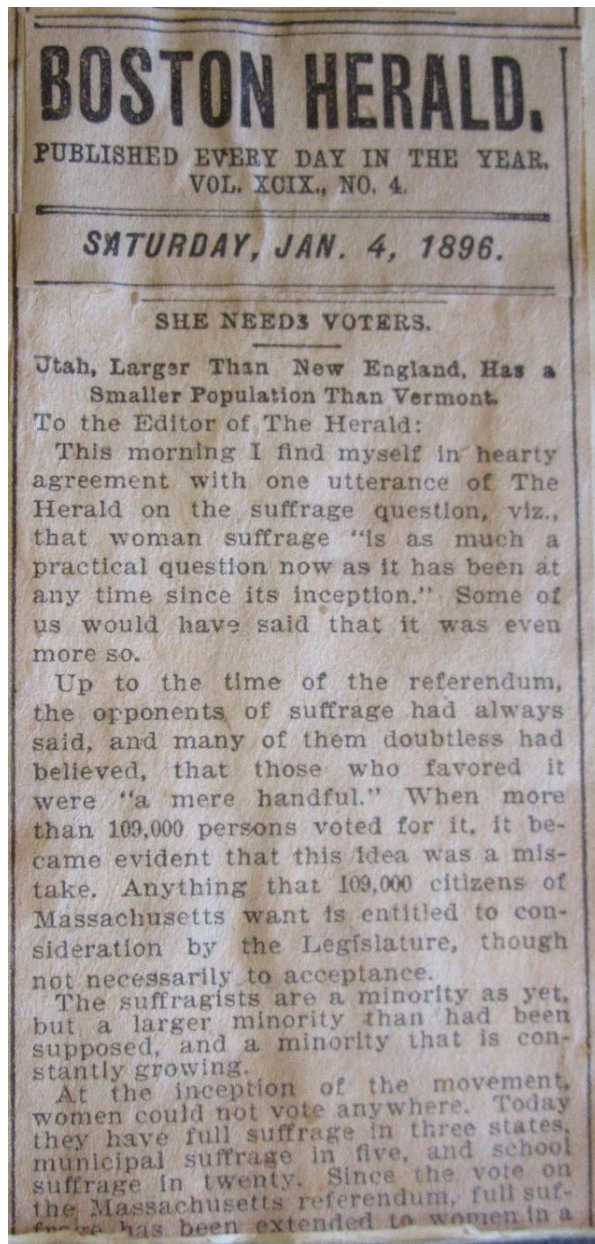 BOSTON HERALD.
PUBLISHED EVERY DAY IN THE YEAR.
VOL. XCIX., NO. 4.
SATURDAY, JAN. 4, 1896.
SHE NEEDS VOTERS.
Utah, Larger Than New England, Has a
Smaller Population Than Vermont.
To the Editor of The Herald:
This morning I find myself in hearty
agreement with one utterance of The
Herald on the suffrage question, viz.,
that woman suffrage "is as much a
practical question now as it has been at
any time since its inception." Some of
us would have said that it was even
more so.
Up to the time of the referendum,
the opponents of suffrage had always
said, and many of them doubtless had
believed, that those who favored it
were "a mere handful." When more
than 109,000 persons voted for it, it be-
came evident that this idea was a mis-
take. Anything that 109,000 citizens of
Massachusetts want is entitled to con-
sideration by the Legislature, though
not necessarily to acceptance.
The suffragists are a minority as yet,
but a larger minority than had been
supposed, and a minority that is con-
stantly growing.
At the inception of the movement,
women could not vote anywhere. Today
they have full suffrage in three states,
municipal suffrage in five, and school
suffrage in twenty. Since the vote on
the Massachusetts referendum, full suf-
frage has been extended to women in a